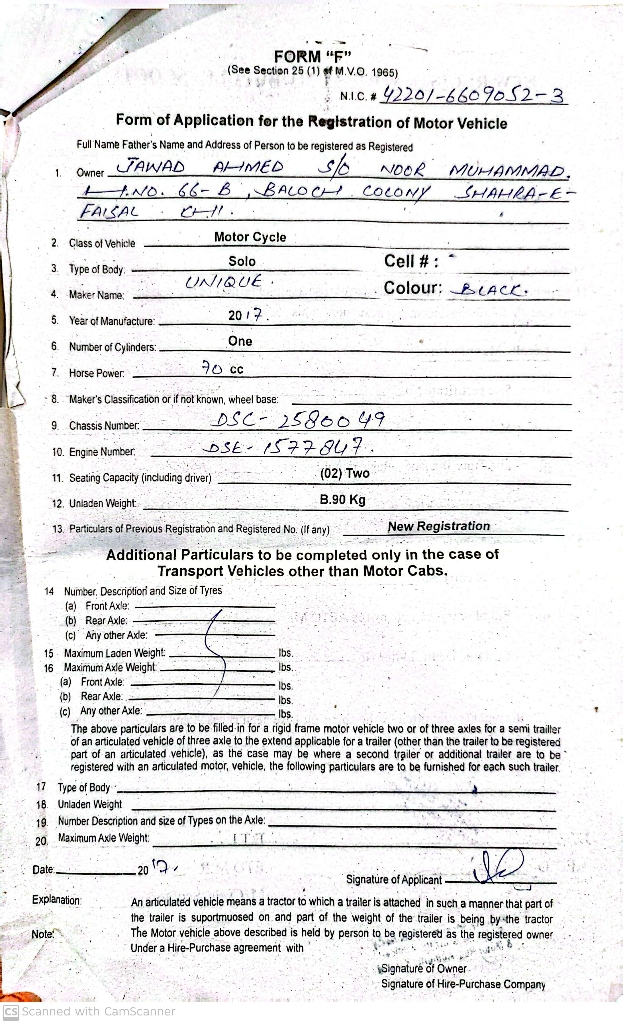 FORM "F"
(See Section 25 (1) of M.V.O. 1965)
N.I.C. # 42201-6609052-3
Form of Application for the Registration of Motor Vehicle
Full Name Father's Name and Address of Person to be registered as Registered
1. Owner JAWAD AHMED S/O NOOR MUHAMMAD.
H.NO. 66-B, BALOCH COLONY SHAHRA-E-
FAISAL KHI.
2. Class of Vehicle Motor Cycle
3. Type of Body: Solo Cell # :
4. Maker Name: UNIQUE. Colour: BLACK.
5. Year of Manufacture: 2017.
6. Number of Cylinders: One
7. Horse Power: 70 cc
8. Maker's Classification or if not known, wheel base:
9. Chassis Number: DSC-2580049
10. Engine Number: DSE-1577847.
11. Seating Capacity (including driver) (02) Two
12. Unladen Weight: B.90 Kg
13. Particulars of Previous Registration and Registered No. (If any) New Registration
Additional Particulars to be completed only in the case of
Transport Vehicles other than Motor Cabs.
14 Number, Description and Size of Tyres
(a) Front Axle:
(b) Rear Axle:
(c) Any other Axle:
15 Maximum Laden Weight: lbs.
16 Maximum Axle Weight: lbs.
(a) Front Axle: lbs.
(b) Rear Axle: lbs.
(c) Any other Axle: lbs.
The above particulars are to be filled-in for a rigid frame motor vehicle two or of three axles for a semi trailler
of an articulated vehicle of three axle to the extend applicable for a trailer (other than the trailer to be registered
part of an articulated vehicle), as the case may be where a second trailer or additional trailer are to be
registered with an articulated motor, vehicle, the following particulars are to be furnished for each such trailer.
17 Type of Body
18. Unladen Weight
19. Number Description and size of Types on the Axle:
20. Maximum Axle Weight:
Date: 2017.
Signature of Applicant
Explanation: An articulated vehicle means a tractor to which a trailer is attached in such a manner that part of
the trailer is suportmuosed on and part of the weight of the trailer is being by the tractor
Note: The Motor vehicle above described is held by person to be registered as the registered owner
Under a Hire-Purchase agreement with
Signature of Owner
Signature of Hire-Purchase Company
CS Scanned with CamScanner